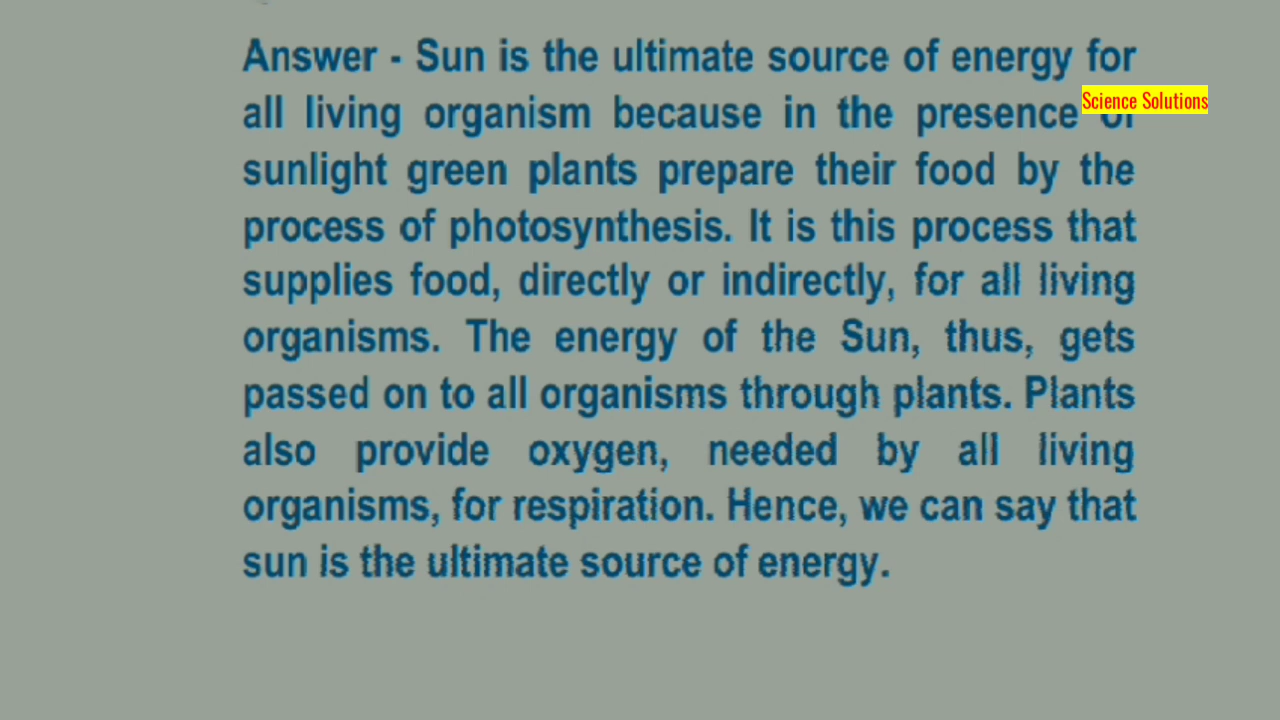 Answer - Sun is the ultimate source of energy for
all living organism because in the presence of
Science Solutions
sunlight green plants prepare their food by the
process of photosynthesis. It is this process that
supplies food, directly or indirectly, for all living
organisms. The energy of the Sun, thus, gets
passed on to all organisms through plants. Plants
also provide oxygen, needed by all living
organisms, for respiration. Hence, we can say that
sun is the ultimate source of energy.